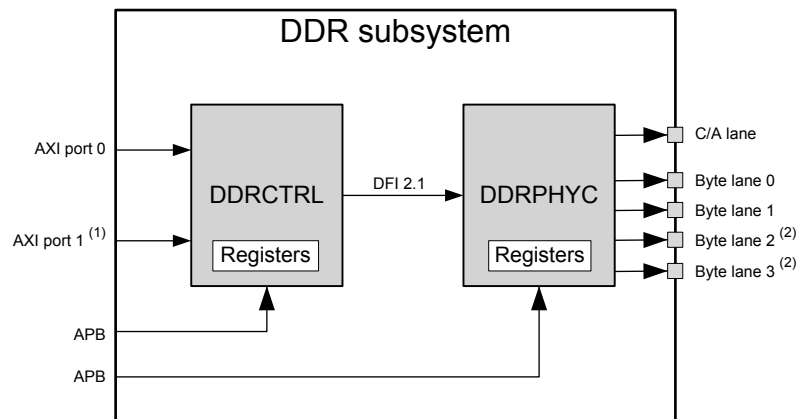 DDR subsystem
AXI port 0
AXI port 1 (1)
APB
APB
DDRCTRL
Registers
DFI 2.1
DDRPHYC
Registers
C/A lane
Byte lane 0
Byte lane 1
Byte lane 2 (2)
Byte lane 3 (2)